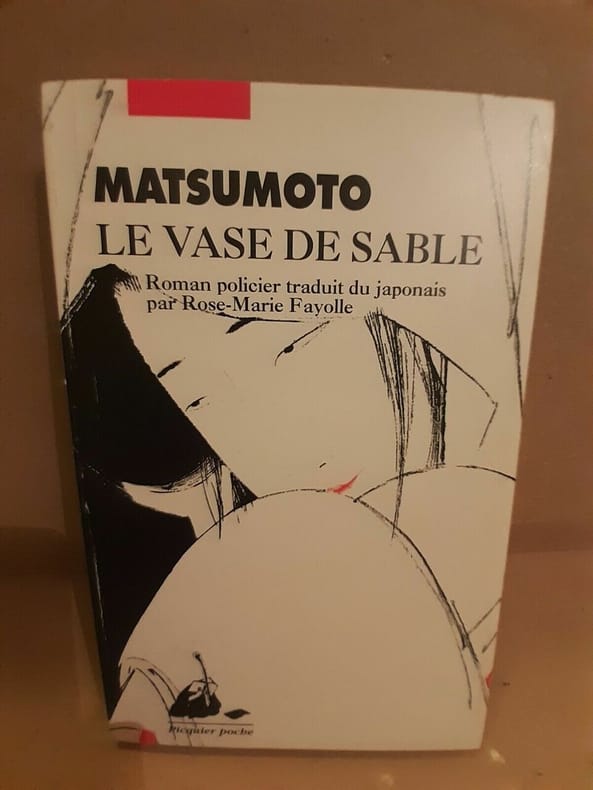 MATSUMOTO
LE VASE DE SABLE
Roman policier traduit du japonais
par Rose-Marie Fayolle
Picquier poche